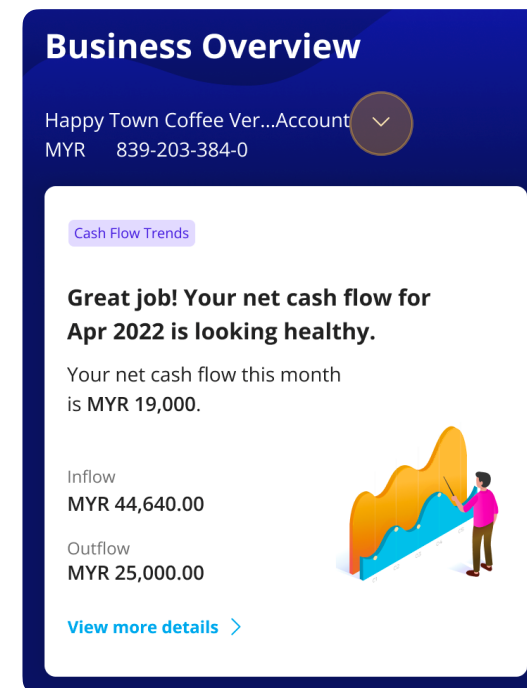 Business Overview
Happy Town Coffee Ver...Account
MYR 839-203-384-0
Cash Flow Trends
Great job! Your net cash flow for
Apr 2022 is looking healthy.
Your net cash flow this month
is MYR 19,000.
Inflow
MYR 44,640.00
Outflow
MYR 25,000.00
View more details